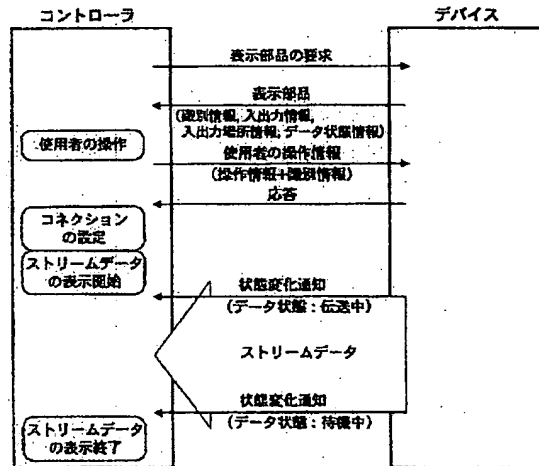 コントローラ
デバイス
表示部品の要求
表示部品
(識別情報, 入出力情報,
入出力場所情報, データ状態情報)
使用者の操作
使用者の操作情報
(操作情報+識別情報)
応答
コネクション
の設定
ストリームデータ
の表示開始
状態変化通知
(データ状態:伝送中)
ストリームデータ
状態変化通知
(データ状態:待機中)
ストリームデータ
の表示終了